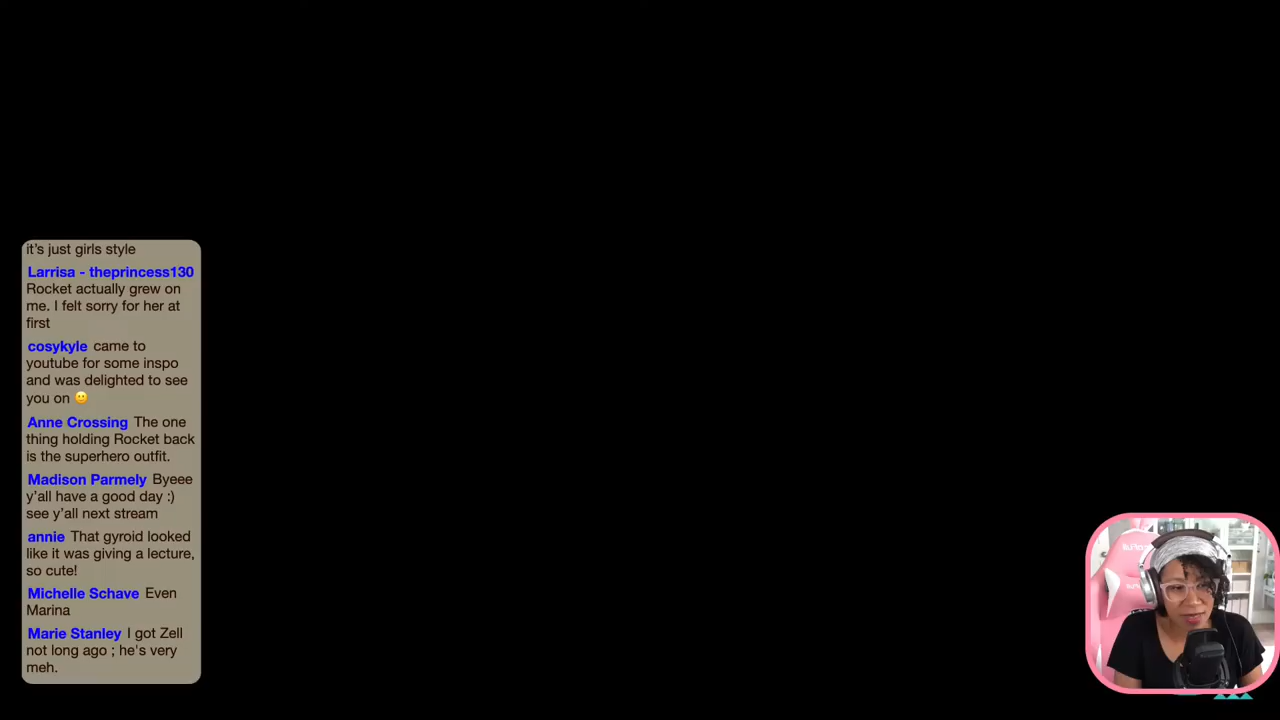 it's just girls style
Larrisa - theprincess130
Rocket actually grew on
me. I felt sorry for her at
first
cosykyle came to
youtube for some inspo
and was delighted to see
you on 🙂
Anne Crossing The one
thing holding Rocket back
is the superhero outfit.
Madison Parmely Byeee
y'all have a good day :)
see y'all next stream
annie That gyroid looked
like it was giving a lecture,
so cute!
Michelle Schave Even
Marina
Marie Stanley I got Zell
not long ago ; he's very
meh.